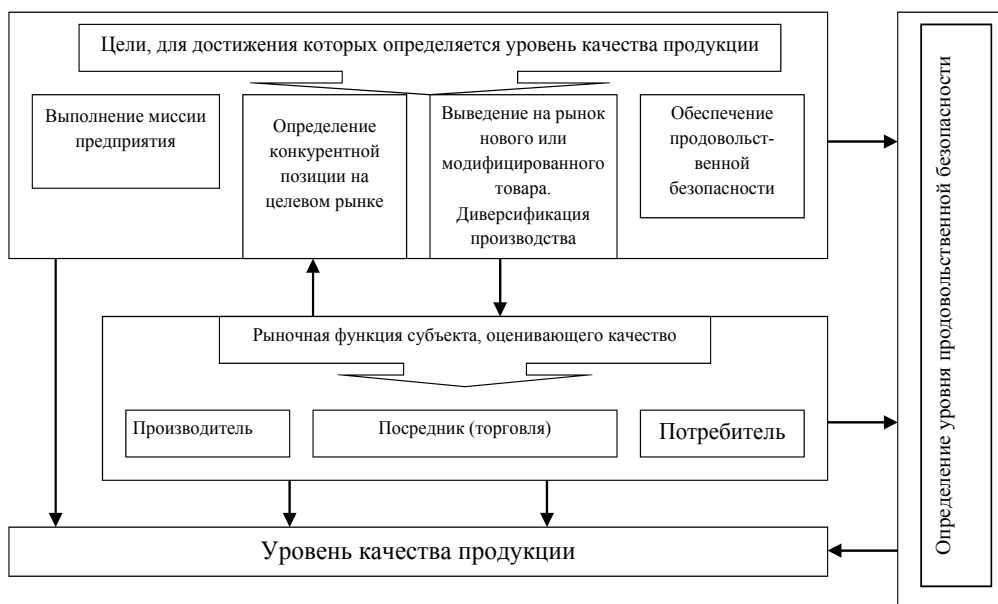 Цели, для достижения которых определяется уровень качества продукции
Выполнение миссии
предприятия
Определение
конкурентной
позиции на
целевом рынке
Выведение на рынок
нового или
модифицированного
товара.
Диверсификация
производства
Обеспечение
продовольст-
венной
безопасности
Рыночная функция субъекта, оценивающего качество
Производитель
Посредник (торговля)
Потребитель
Уровень качества продукции
Определение уровня продовольственной безопасности